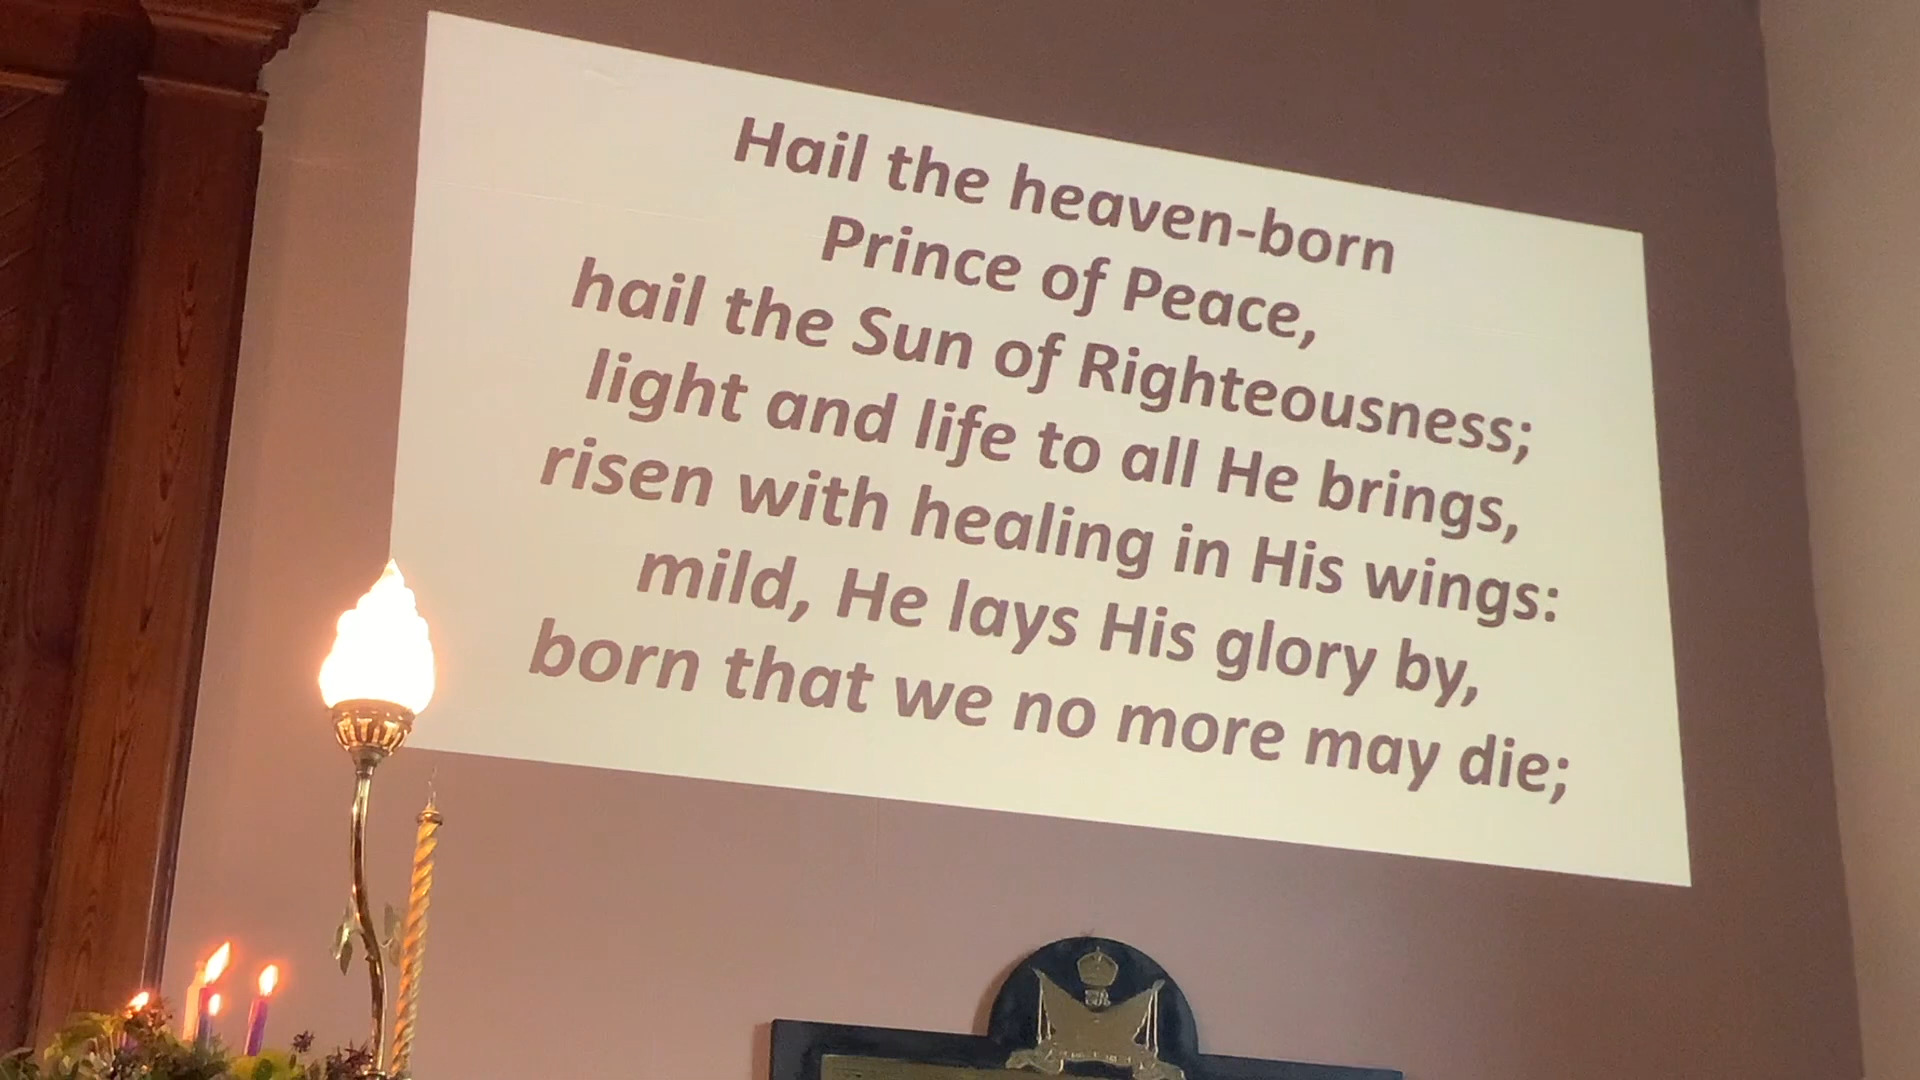 Hail the heaven-born
Prince of Peace,
hail the Sun of Righteousness;
light and life to all He brings,
risen with healing in His wings:
mild, He lays His glory by,
born that we no more may die;